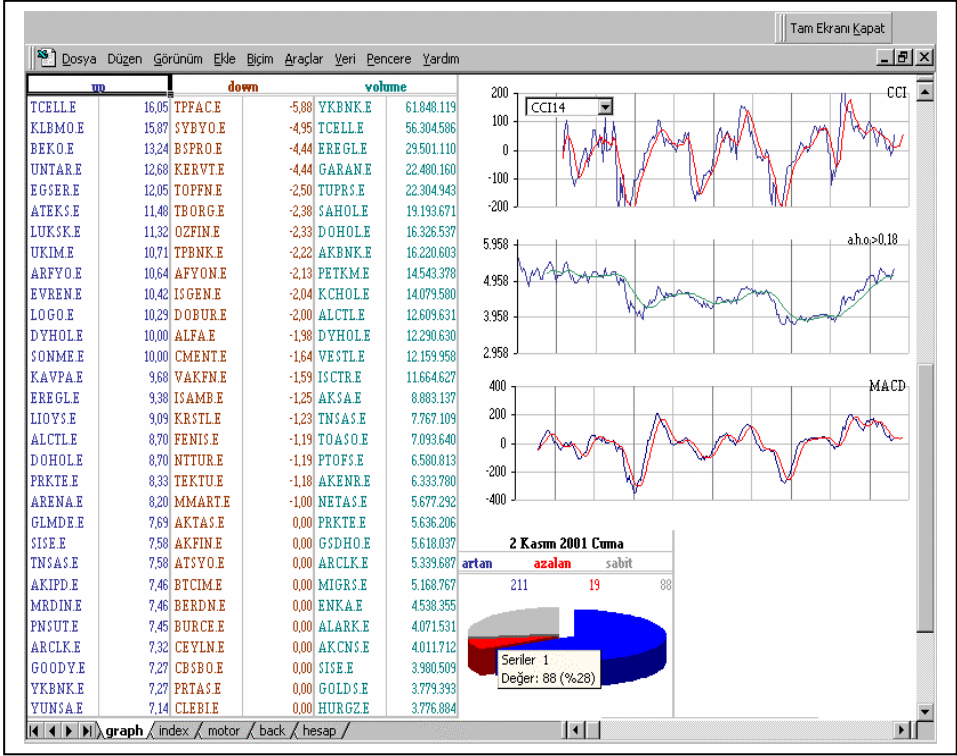 Tam Ekranı Kapat
Dosya Düzen Görünüm Ekle Biçim Araçlar Veri Pencere Yardım
up down volume
TCELL.E 16,05 TPFAC.E -5,88 YKBNK.E 61.848.119
KLBMO.E 15,87 SYBYO.E -4,95 TCELL.E 56.304.586
BEKO.E 13,24 BSPRO.E -4,44 EREGL.E 29.501.110
UNTAR.E 12,68 KERVT.E -4,44 GARAN.E 22.480.160
EGSER.E 12,05 TOPFN.E -2,50 TUPRS.E 22.304.943
ATEKS.E 11,48 TBORG.E -2,38 SAHOL.E 19.193.671
LUKSK.E 11,32 OZFIN.E -2,33 DOHOL.E 16.326.537
UKIM.E 10,71 TPBNK.E -2,22 AKBNK.E 16.220.603
ARFYO.E 10,64 AFYON.E -2,13 PETKM.E 14.543.378
EVREN.E 10,42 ISGEN.E -2,04 KCHOL.E 14.079.580
LOGO.E 10,29 DOBUR.E -2,00 ALCTL.E 12.609.631
DYHOL.E 10,00 ALFA.E -1,98 DYHOL.E 12.290.630
SONME.E 10,00 CMENT.E -1,64 VESTL.E 12.159.958
KAVPA.E 9,68 VAKFN.E -1,59 ISCTR.E 11.664.627
EREGL.E 9,38 ISAMB.E -1,25 AKSA.E 8.883.137
LIOYS.E 9,09 KRSTL.E -1,23 TNSAS.E 7.767.109
ALCTL.E 8,70 FENIS.E -1,19 TOASO.E 7.093.640
DOHOL.E 8,70 NTTUR.E -1,19 PTOFS.E 6.580.813
PRKTE.E 8,33 TEKTU.E -1,18 AKENR.E 6.333.780
ARENA.E 8,20 MMART.E -1,00 NETAS.E 5.677.292
GLMDE.E 7,69 AKTAS.E 0,00 PRKTE.E 5.636.206
SISE.E 7,58 AKFIN.E 0,00 GSDHO.E 5.618.037
TNSAS.E 7,58 ATSYO.E 0,00 ARCLK.E 5.339.687
AKIPD.E 7,46 BTCIM.E 0,00 MIGRS.E 5.168.767
MRDIN.E 7,46 BERDN.E 0,00 ENKA.E 4.538.355
PNSUT.E 7,45 BURCE.E 0,00 ALARK.E 4.071.531
ARCLK.E 7,32 CEYLN.E 0,00 AKCNS.E 4.011.712
GOODY.E 7,27 CBSBO.E 0,00 SISE.E 3.980.509
YKBNK.E 7,27 PRTAS.E 0,00 GOLDS.E 3.779.393
YUNSA.E 7,14 CLEBI.E 0,00 HURGZ.E 3.776.884
CCI
CCI14
200
100
0
-100
-200
a.h.o.>0,18
5.958
4.958
3.958
2.958
MACD
400
200
0
-200
-400
2 Kasım 2001 Cuma
artan azalan sabit
211 19 88
Seriler 1
Değer: 88 (%28)
graph index motor back hesap